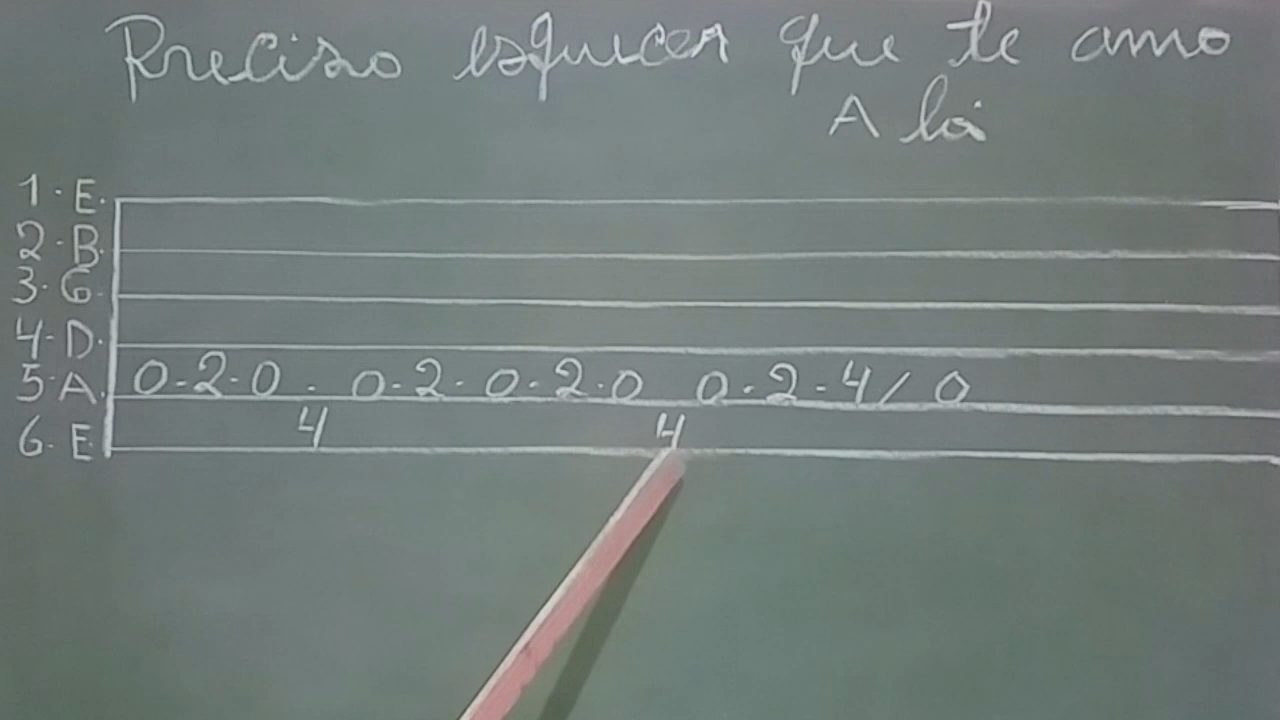 Preciso esquecer que te amo
A lá
1·E.
2·B.
3·G.
4·D.
5·A. 0-2-0 . 0-2- 0-2-0 0-2-4/ 0
4 4
6·E.